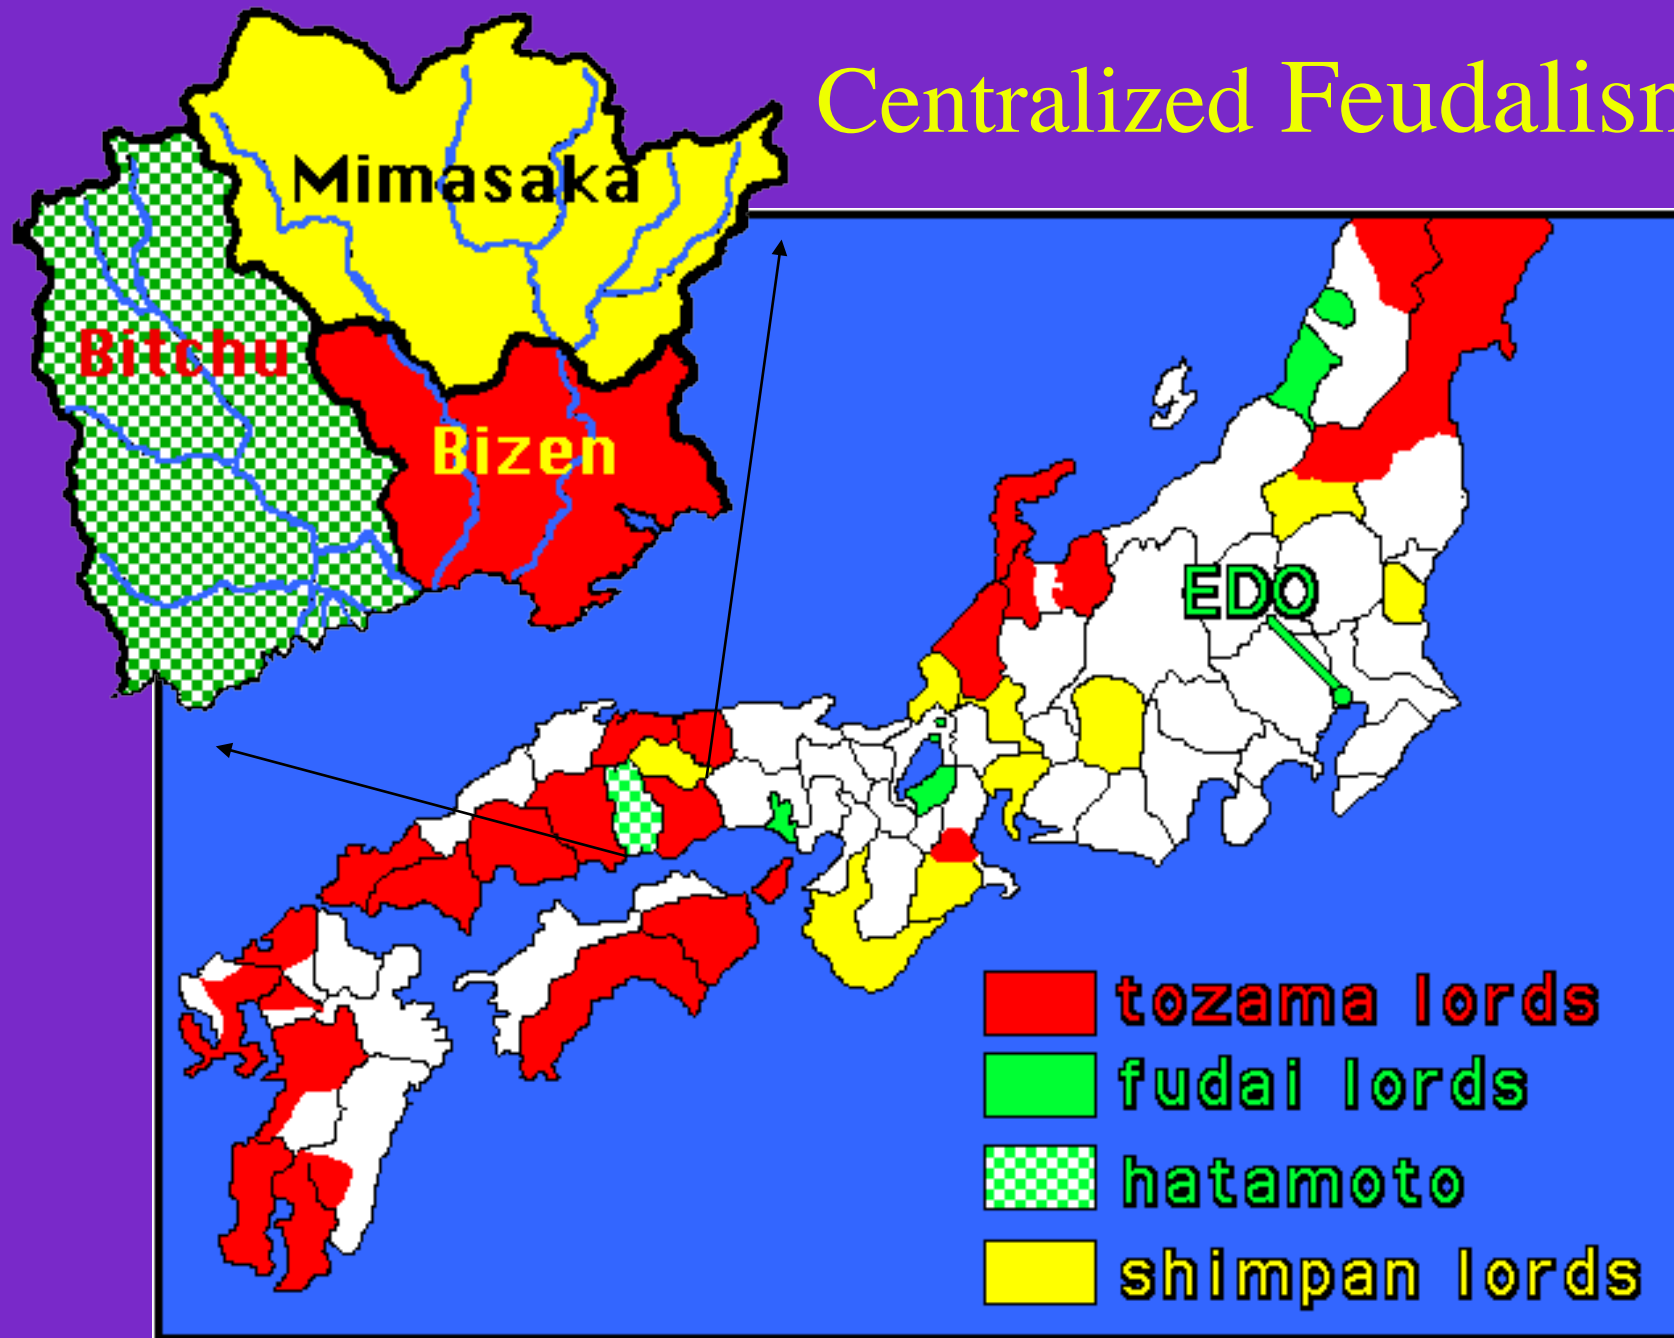 Centralized Feudalism
Mimasaka
Bitchu
Bizen
EDO
tozama lords
fudai lords
hatamoto
shimpan lords